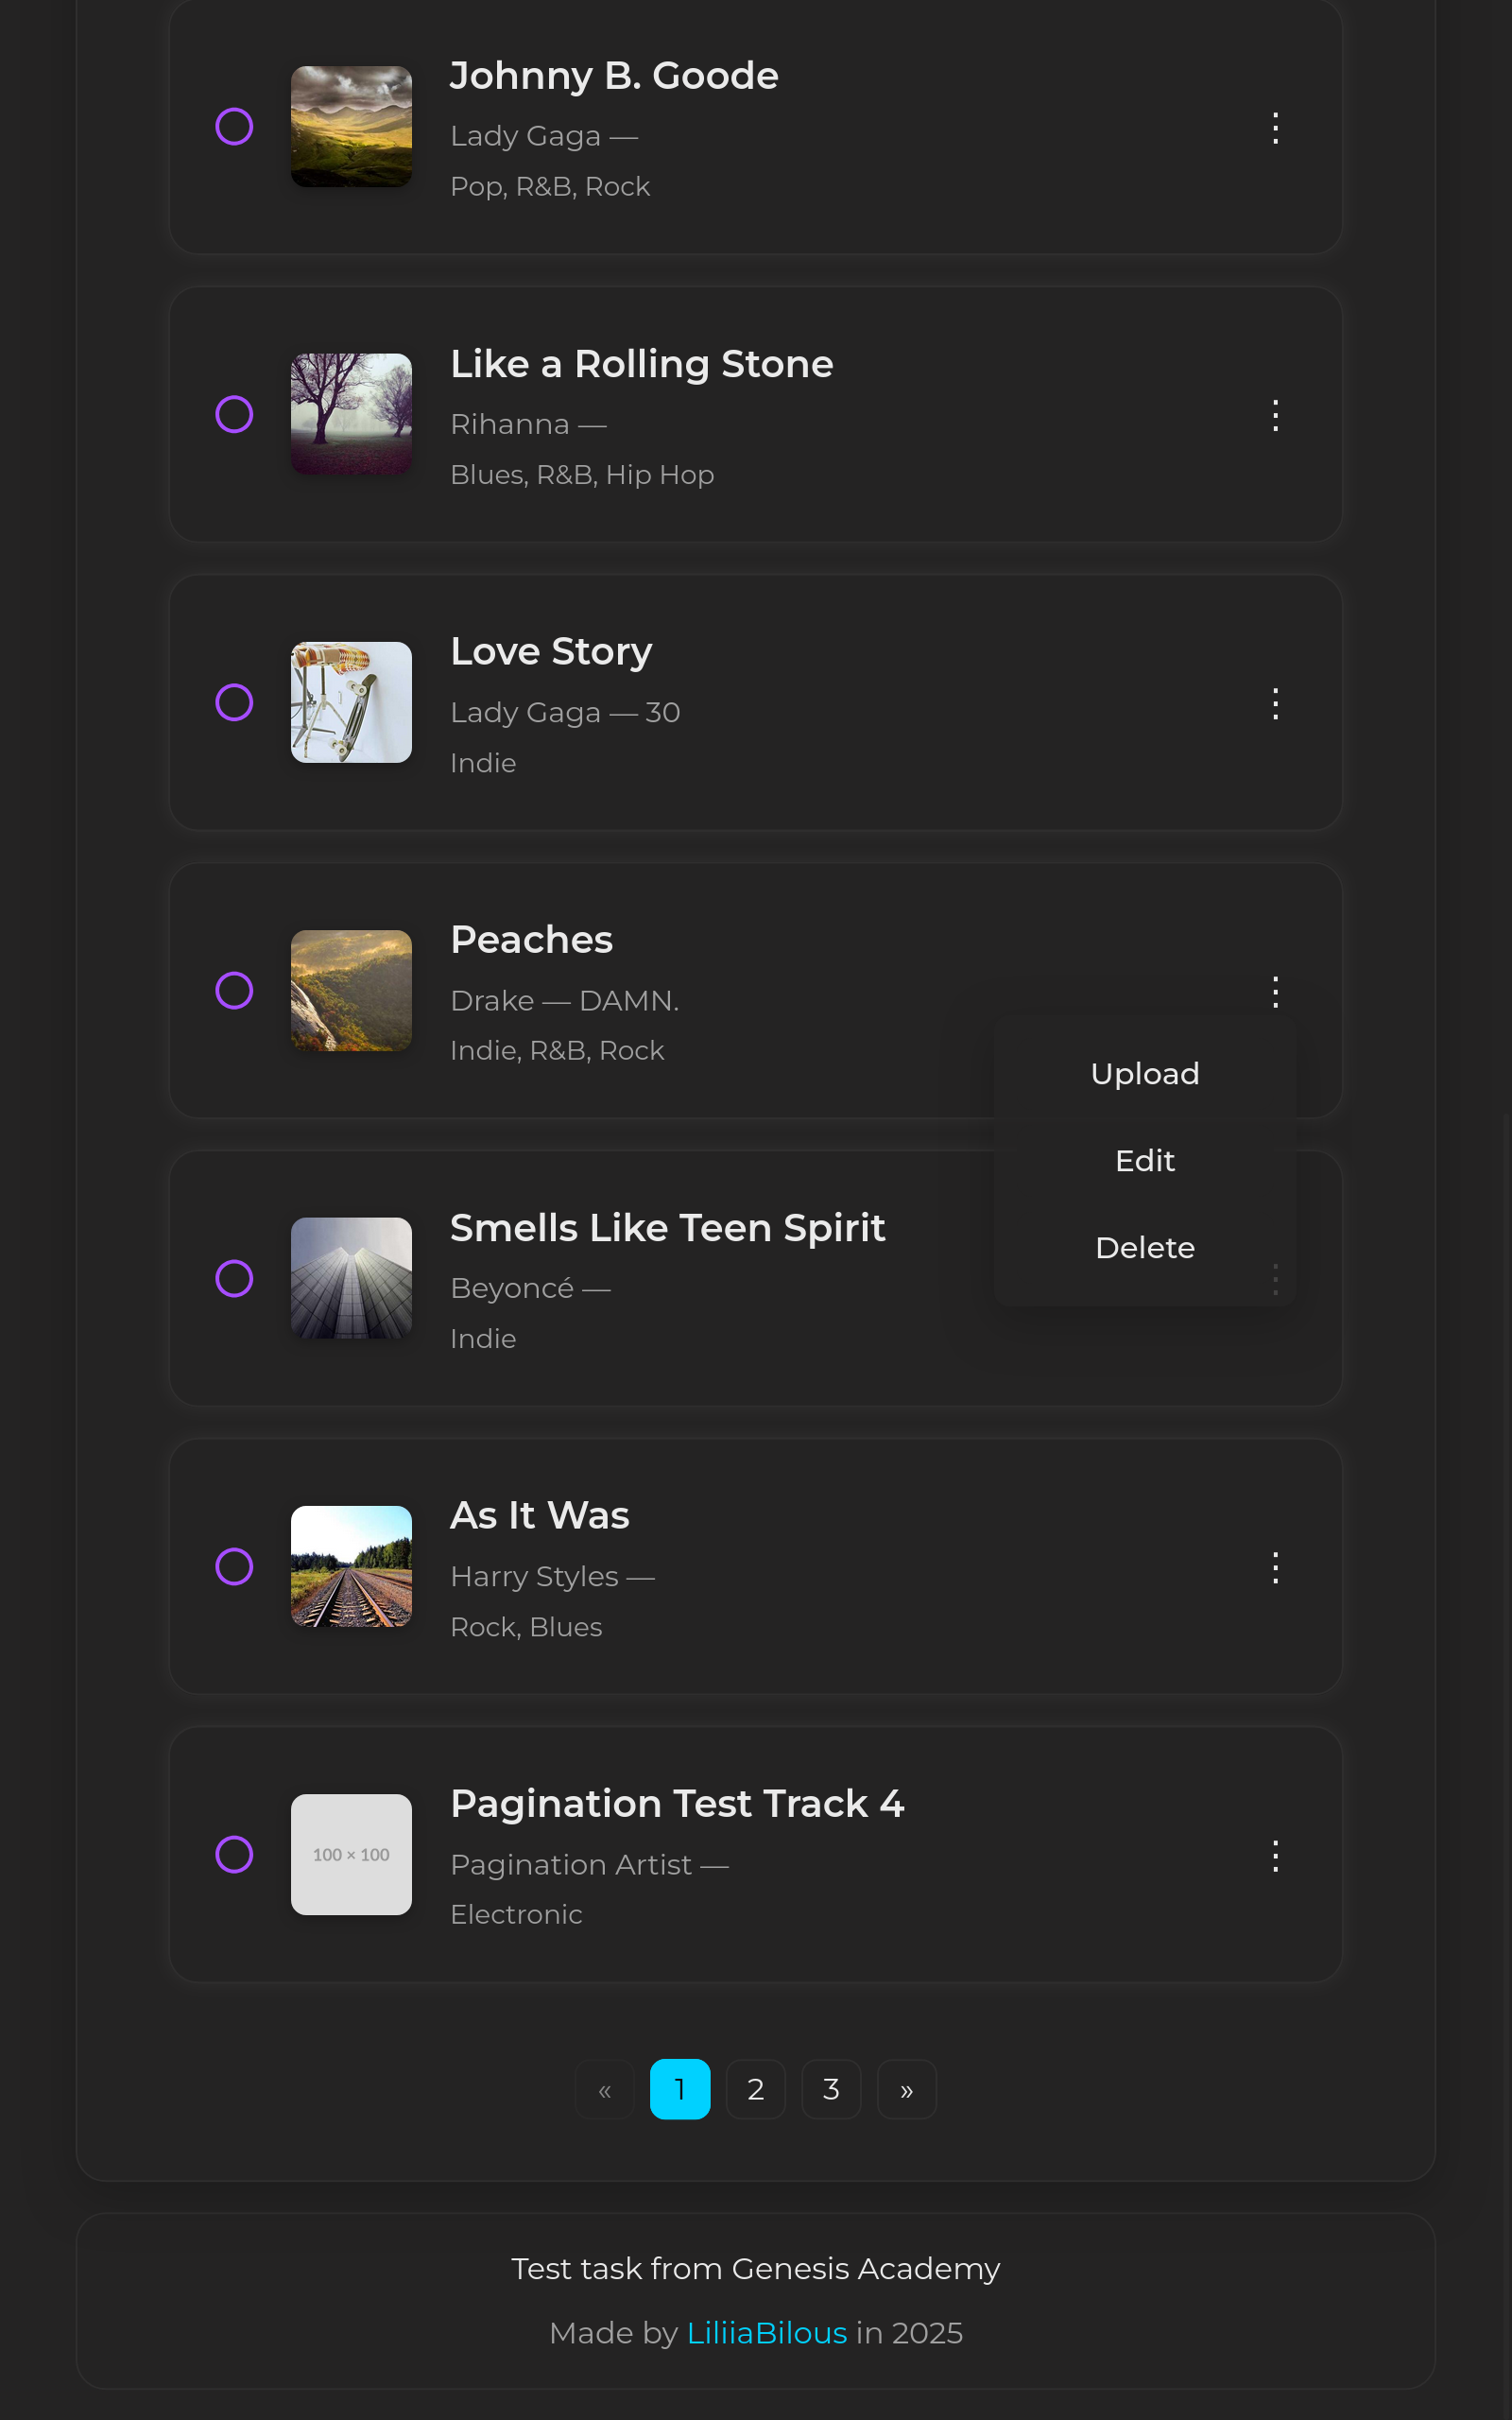 Johnny B. Goode
Lady Gaga —
Pop, R&B, Rock
Like a Rolling Stone
Rihanna —
Blues, R&B, Hip Hop
Love Story
Lady Gaga — 30
Indie
Peaches
Drake — DAMN.
Indie, R&B, Rock
Upload
Edit
Delete
Smells Like Teen Spirit
Beyoncé —
Indie
As It Was
Harry Styles —
Rock, Blues
100 × 100
Pagination Test Track 4
Pagination Artist —
Electronic
« 1 2 3 »
Test task from Genesis Academy
Made by LiliiaBilous in 2025